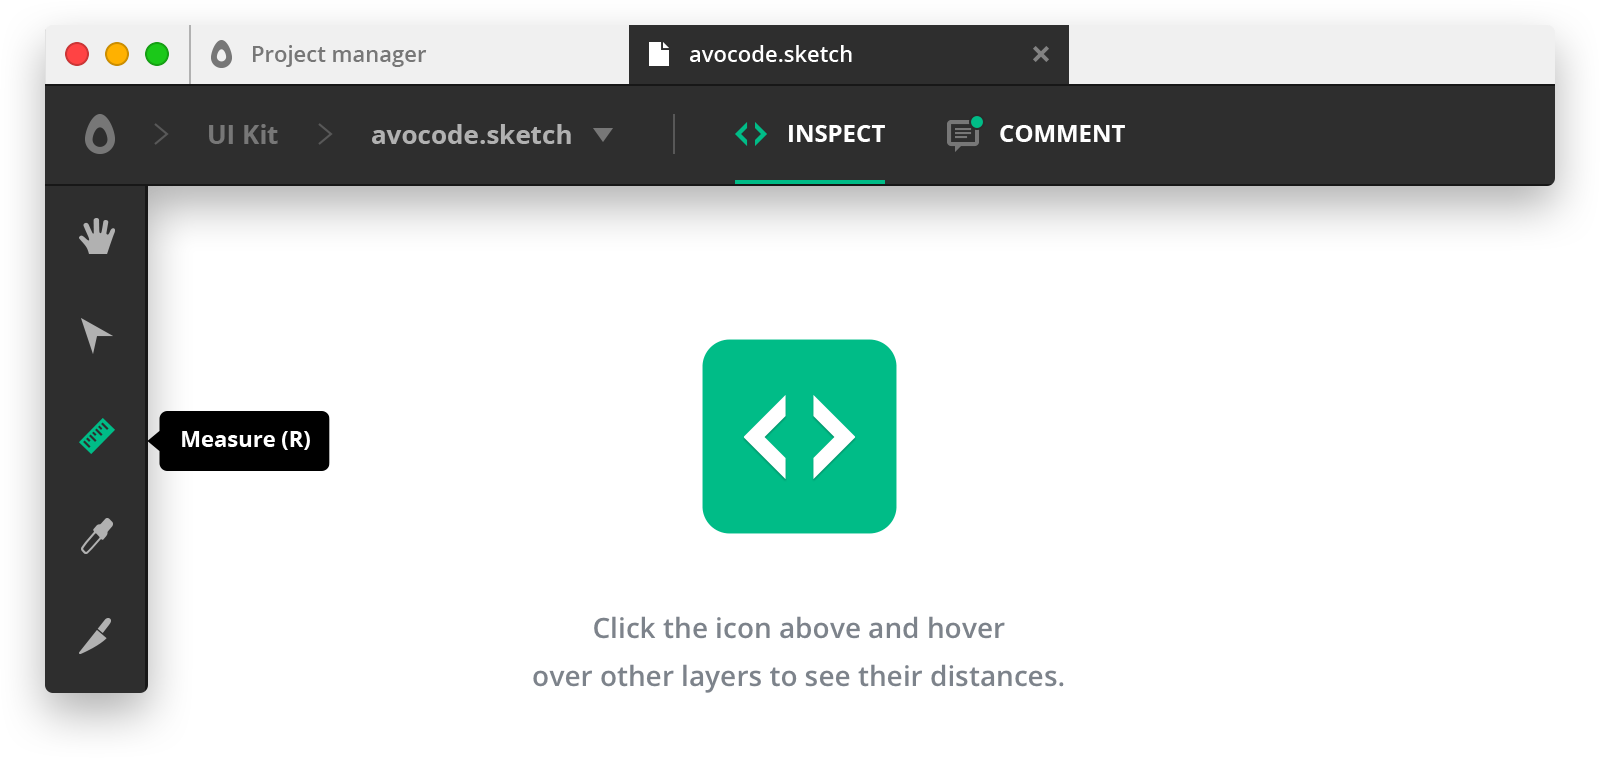 Project manager
avocode.sketch
UI Kit
avocode.sketch
INSPECT
COMMENT
Measure (R)
Click the icon above and hover
over other layers to see their distances.